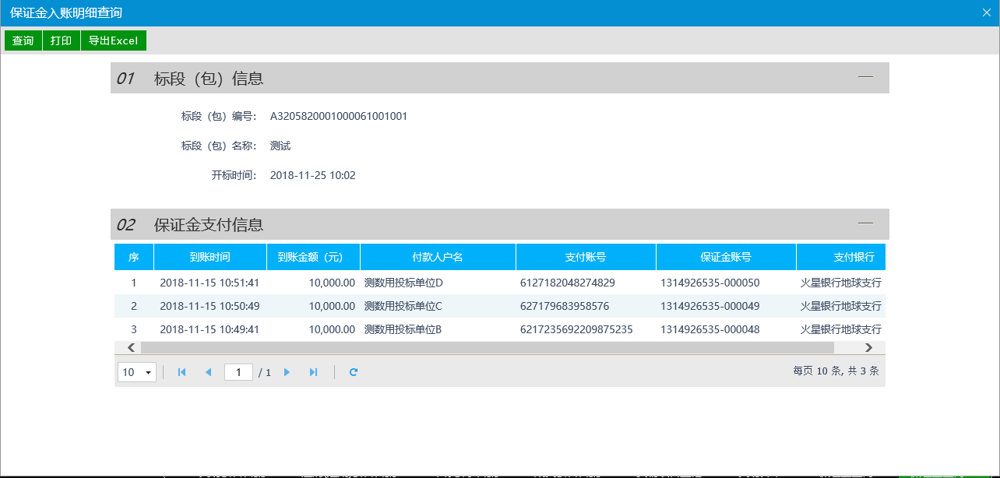 保证金入账明细查询
查询 打印 导出Excel
01 标段（包）信息
标段（包）编号： A3205820001000061001001
标段（包）名称： 测试
开标时间： 2018-11-25 10:02
02 保证金支付信息
序 到账时间 到账金额（元） 付款人户名 支付账号 保证金账号 支付银行
1 2018-11-15 10:51:41 10,000.00 测数用投标单位D 6127182048274829 1314926535-000050 火星银行地球支行
2 2018-11-15 10:50:49 10,000.00 测数用投标单位C 627179683958576 1314926535-000049 火星银行地球支行
3 2018-11-15 10:49:41 10,000.00 测数用投标单位B 6217235692209875235 1314926535-000048 火星银行地球支行
10 1 / 1 每页 10 条, 共 3 条